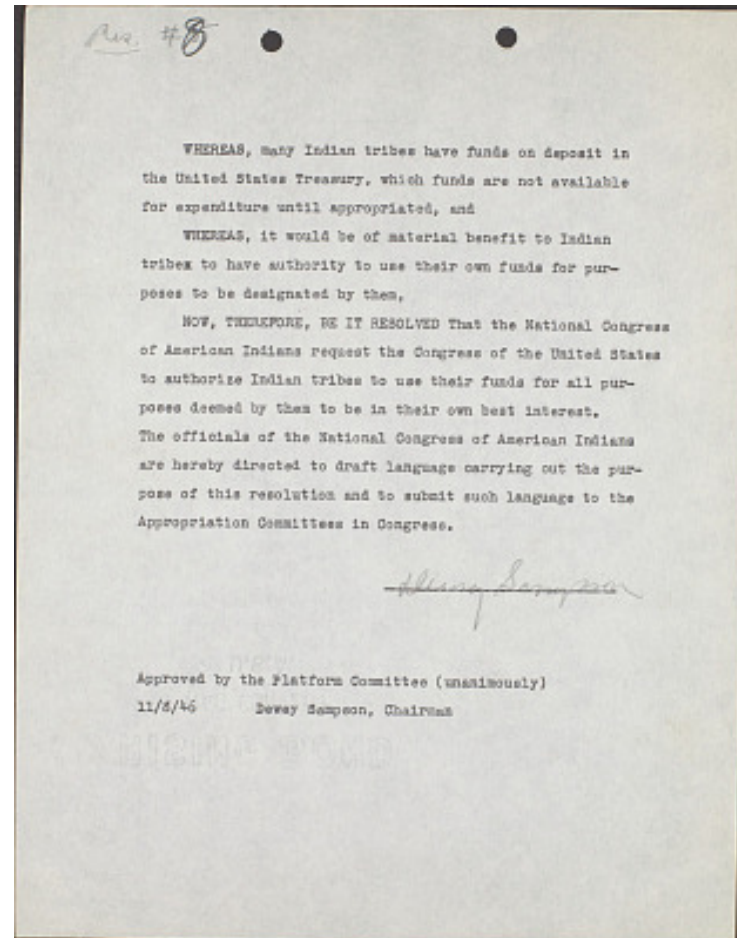 Res. #8
WHEREAS, many Indian tribes have funds on deposit in
the United States Treasury, which funds are not available
for expenditure until appropriated, and
WHEREAS, it would be of material benefit to Indian
tribes to have authority to use their own funds for pur-
poses to be designated by them,
NOW, THEREFORE, BE IT RESOLVED That the National Congress
of American Indians request the Congress of the United States
to authorize Indian tribes to use their funds for all pur-
poses deemed by them to be in their own best interest.
The officials of the National Congress of American Indians
are hereby directed to draft language carrying out the pur-
pose of this resolution and to submit such language to the
Appropriation Committees in Congress.
Dewey Sampson
Approved by the Platform Committee (unanimously)
11/8/46 Dewey Sampson, Chairman